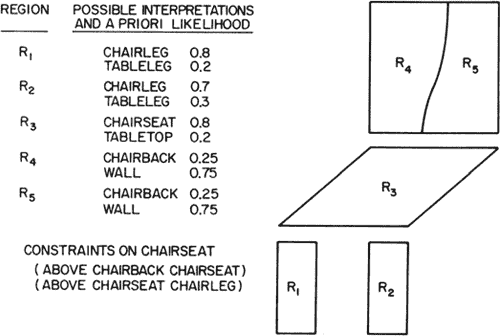 REGION POSSIBLE INTERPRETATIONS
AND A PRIORI LIKELIHOOD
R1 CHAIRLEG 0.8
TABLELEG 0.2
R2 CHAIRLEG 0.7
TABLELEG 0.3
R3 CHAIRSEAT 0.8
TABLETOP 0.2
R4 CHAIRBACK 0.25
WALL 0.75
R5 CHAIRBACK 0.25
WALL 0.75
CONSTRAINTS ON CHAIRSEAT
(ABOVE CHAIRBACK CHAIRSEAT)
(ABOVE CHAIRSEAT CHAIRLEG)
R4 R5
R3
R1 R2